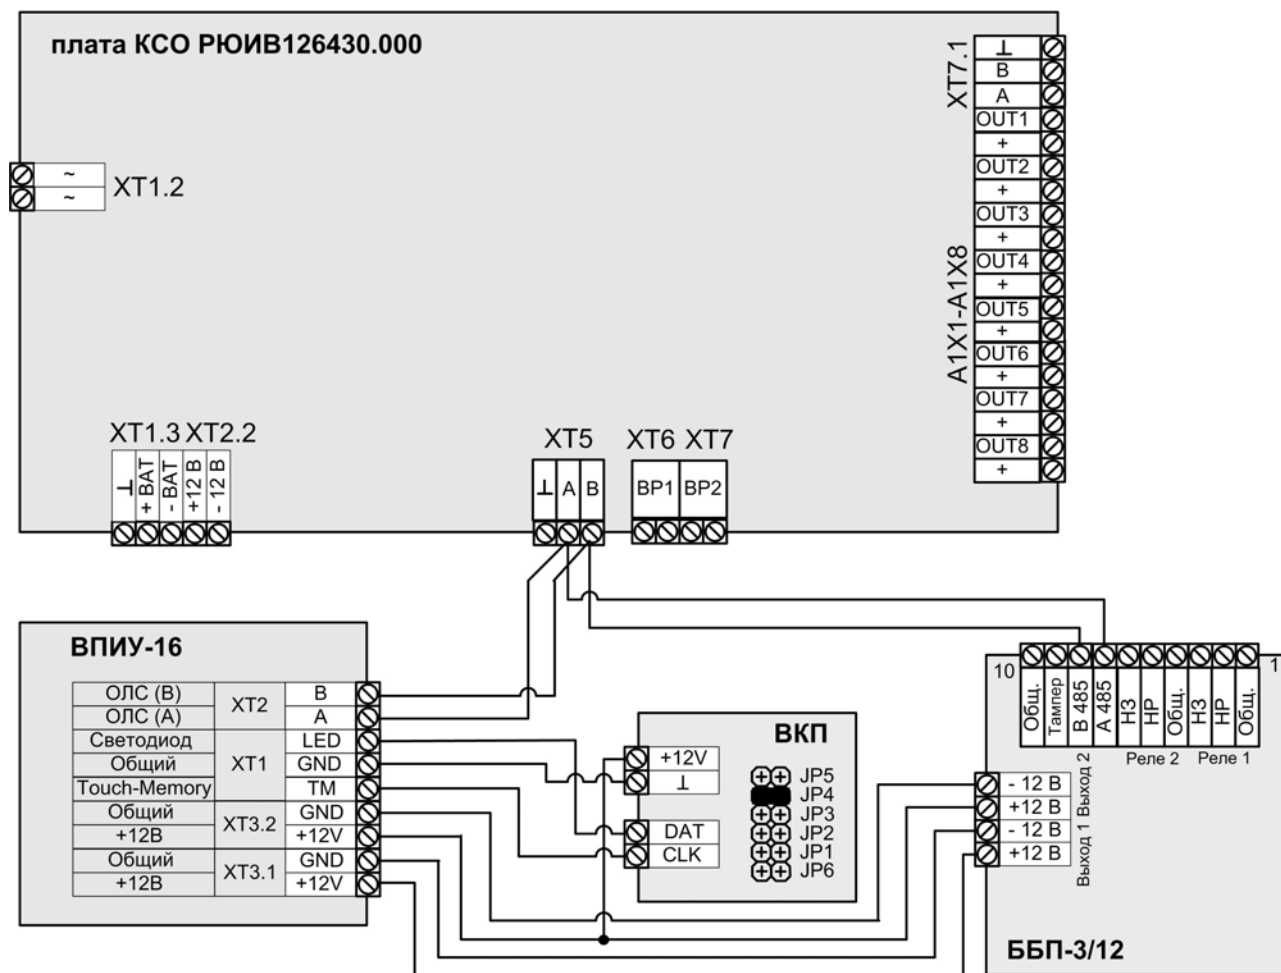 плата КСО РЮИВ126430.000
XT7.1
⊥
B
A
OUT1
+
OUT2
+
OUT3
+
OUT4
+
OUT5
+
OUT6
+
OUT7
+
OUT8
+
A1X1-A1X8
~
~
XT1.2
XT1.3 XT2.2
⊥
+ BAT
- BAT
+12 В
- 12 В
XT5
⊥ A B
XT6 XT7
BP1 BP2
ВПИУ-16
ОЛС (B) XT2 B
ОЛС (A) A
Светодиод LED
Общий XT1 GND
Touch-Memory TM
Общий XT3.2 GND
+12В +12V
Общий XT3.1 GND
+12В +12V
ВКП
+12V
⊥
DAT
CLK
JP5
JP4
JP3
JP2
JP1
JP6
10 1
Общ.
Тампер
B 485
A 485
НЗ
НР
Общ.
НЗ
НР
Общ.
Реле 2 Реле 1
- 12 В
+12 В
- 12 В
+12 В
Выход 1 Выход 2
ББП-3/12